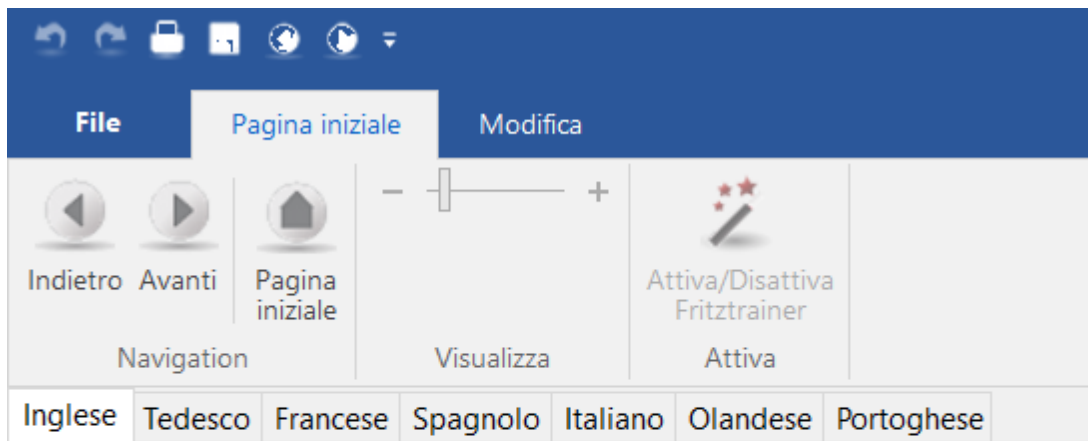 File Pagina iniziale Modifica
Indietro Avanti Pagina iniziale
Attiva/Disattiva Fritztrainer
Navigation Visualizza Attiva
Inglese Tedesco Francese Spagnolo Italiano Olandese Portoghese